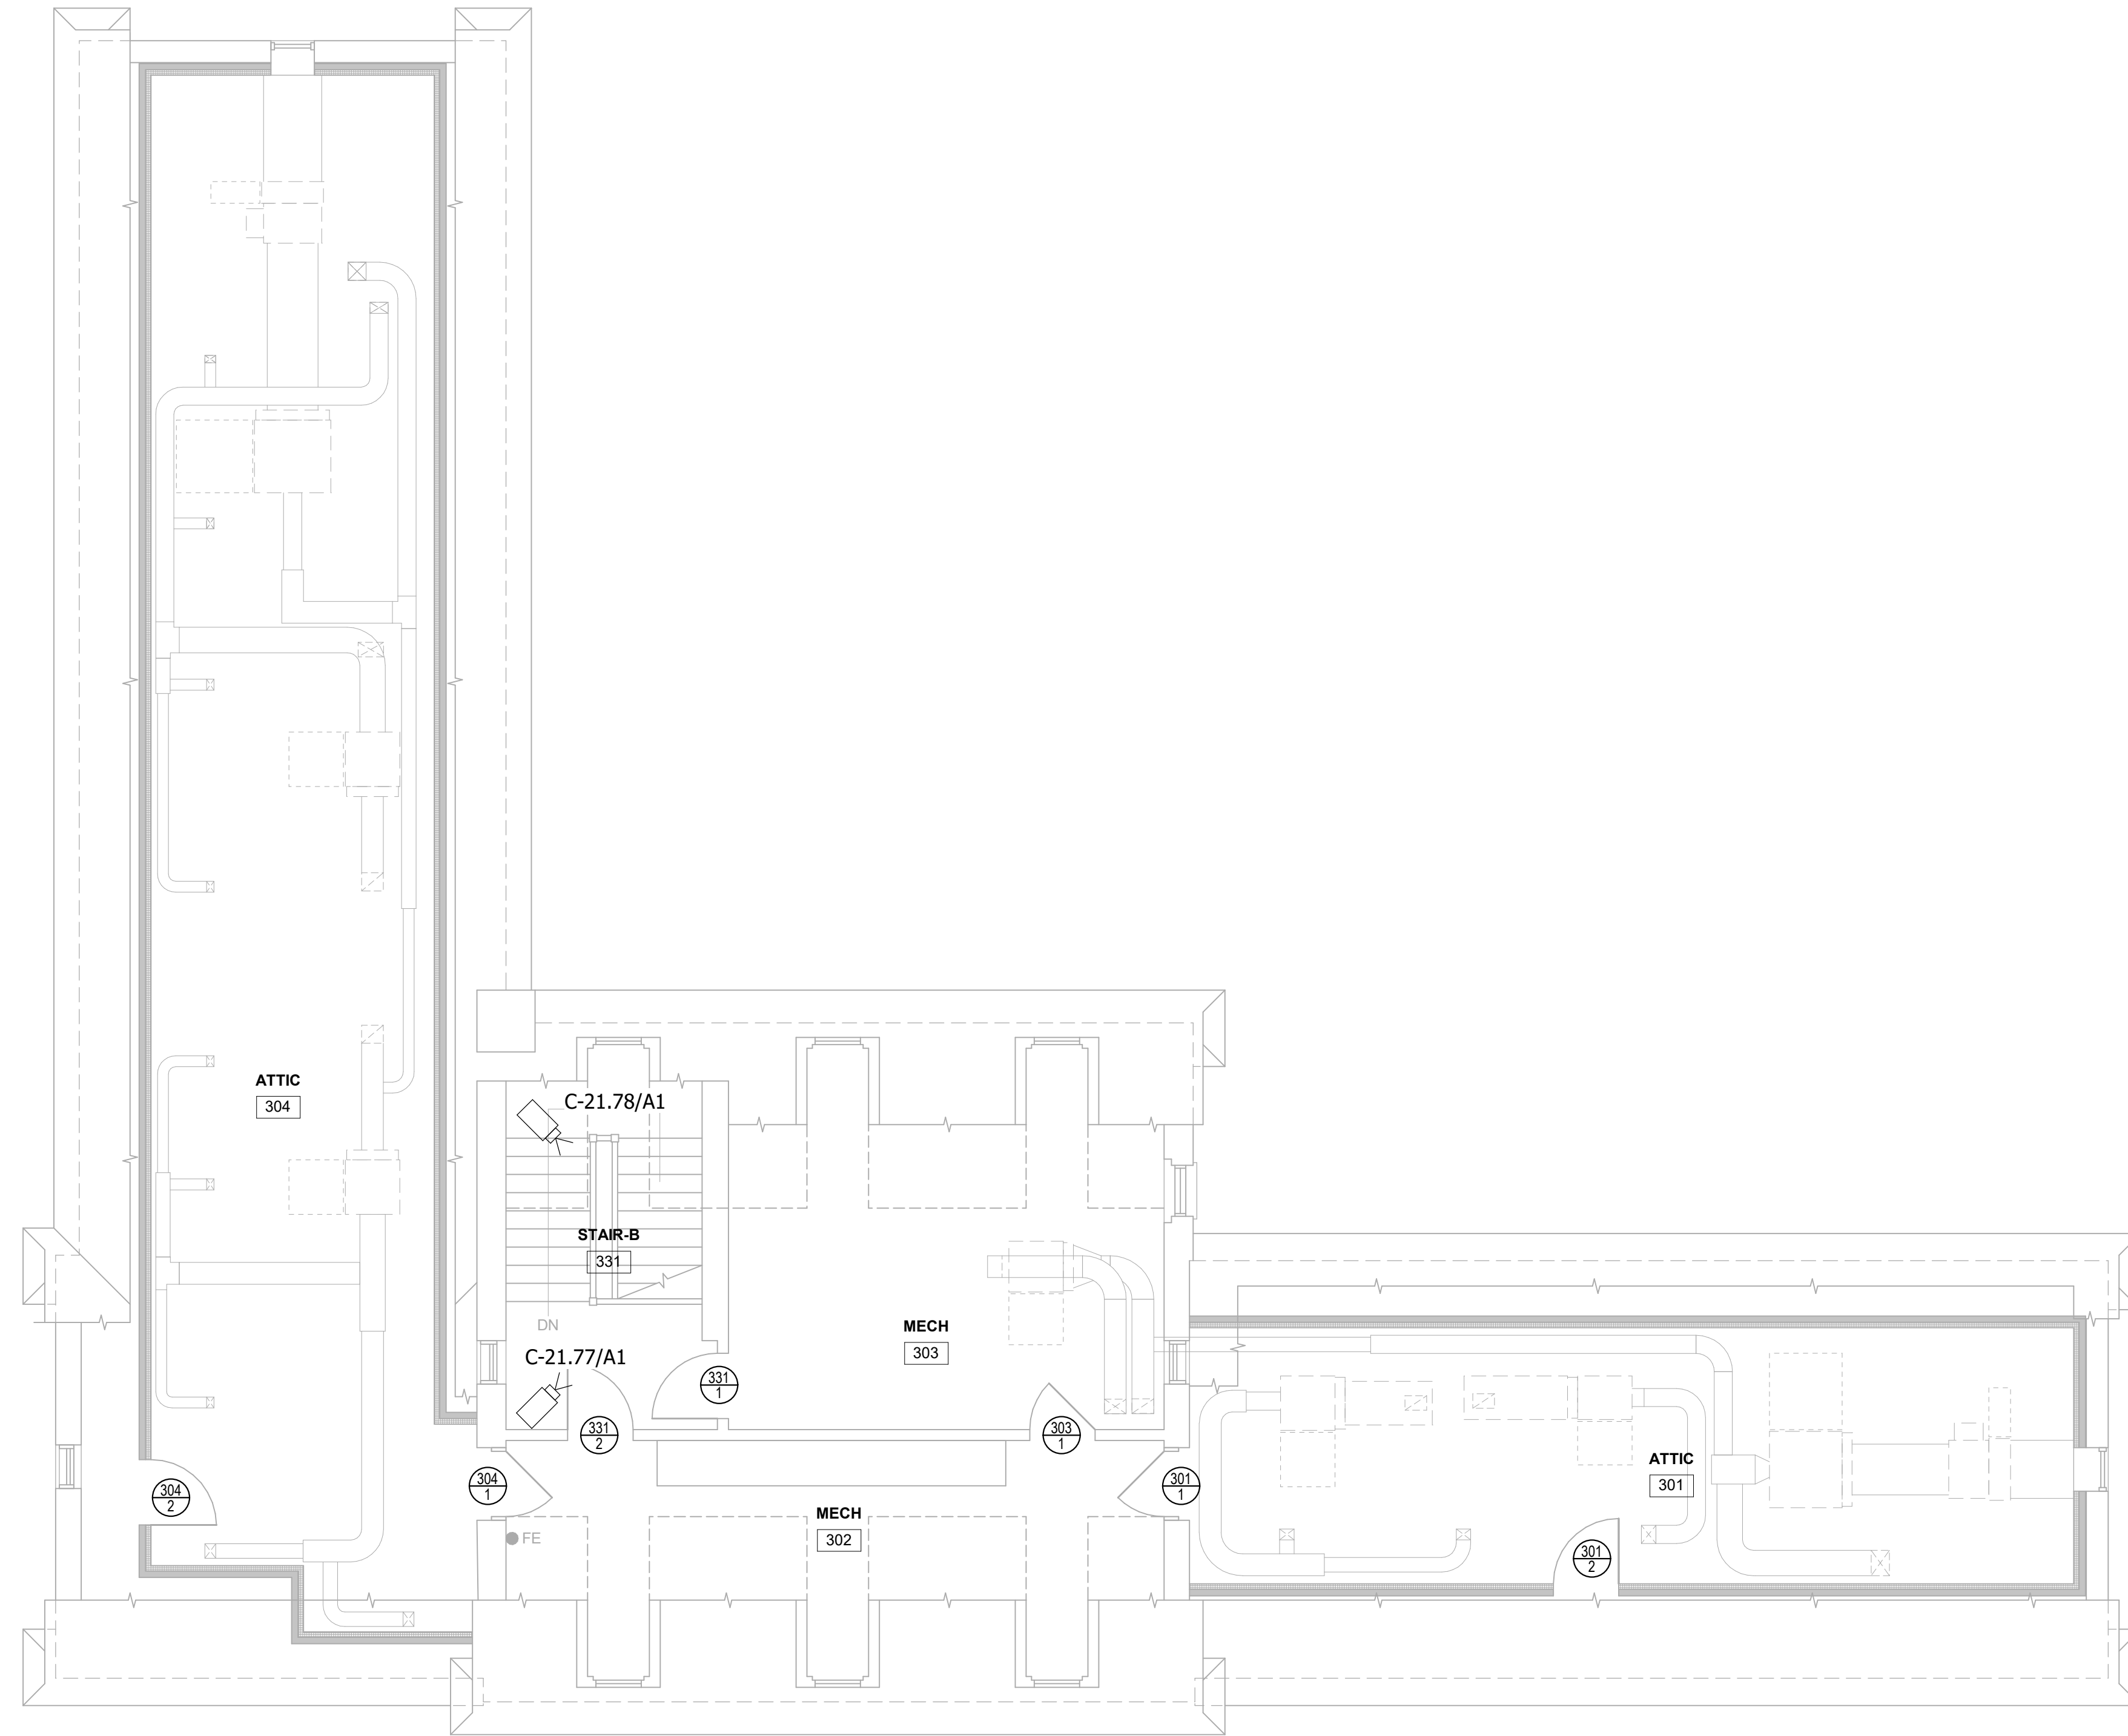 ATTIC
304
C-21.78/A1
STAIR-B
331
DN
MECH
303
C-21.77/A1
331
1
331
2
303
1
304
1
304
2
301
1
ATTIC
301
MECH
302
FE
301
2